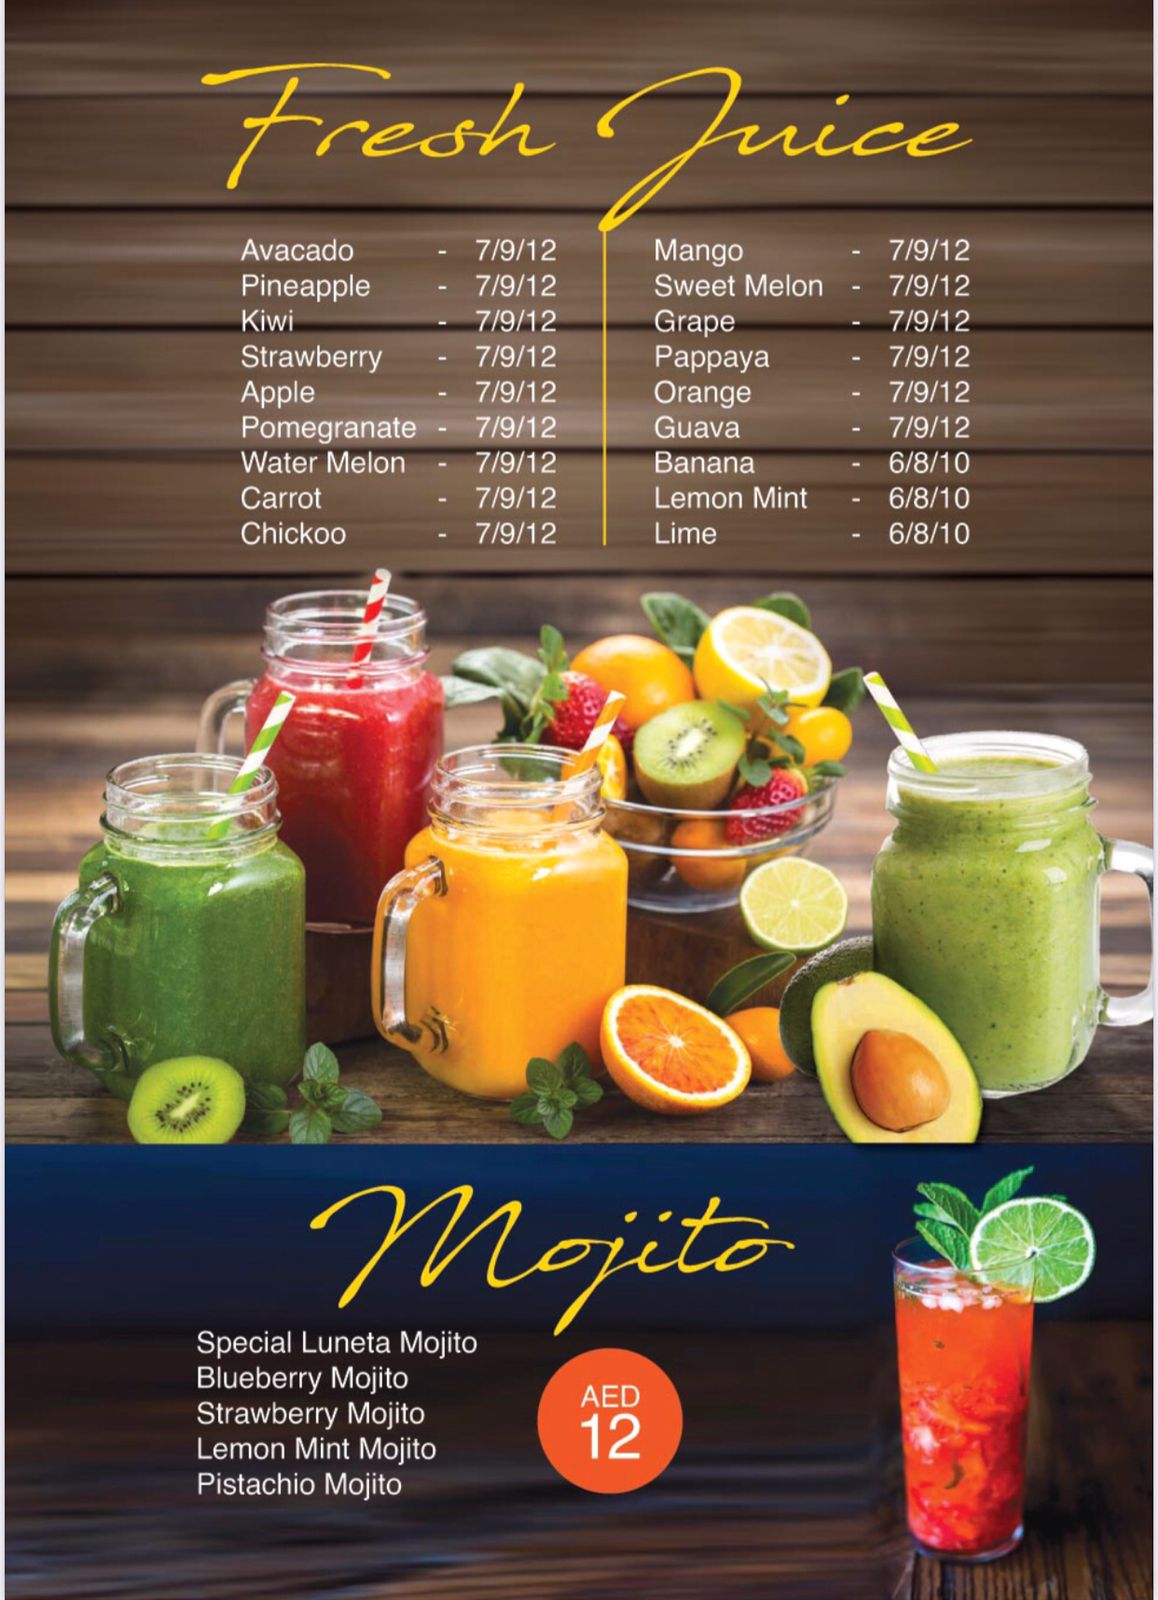 Fresh Juice
Avacado - 7/9/12
Pineapple - 7/9/12
Kiwi - 7/9/12
Strawberry - 7/9/12
Apple - 7/9/12
Pomegranate - 7/9/12
Water Melon - 7/9/12
Carrot - 7/9/12
Chickoo - 7/9/12
Mango - 7/9/12
Sweet Melon - 7/9/12
Grape - 7/9/12
Pappaya - 7/9/12
Orange - 7/9/12
Guava - 7/9/12
Banana - 6/8/10
Lemon Mint - 6/8/10
Lime - 6/8/10
Mojito
Special Luneta Mojito
Blueberry Mojito
Strawberry Mojito
Lemon Mint Mojito
Pistachio Mojito
AED
12